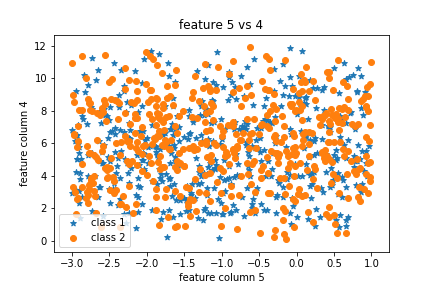 feature 5 vs 4
feature column 4
12
10
8
6
4
2
0
class 1
class 2
−3.0 −2.5 −2.0 −1.5 −1.0 −0.5 0.0 0.5 1.0
feature column 5